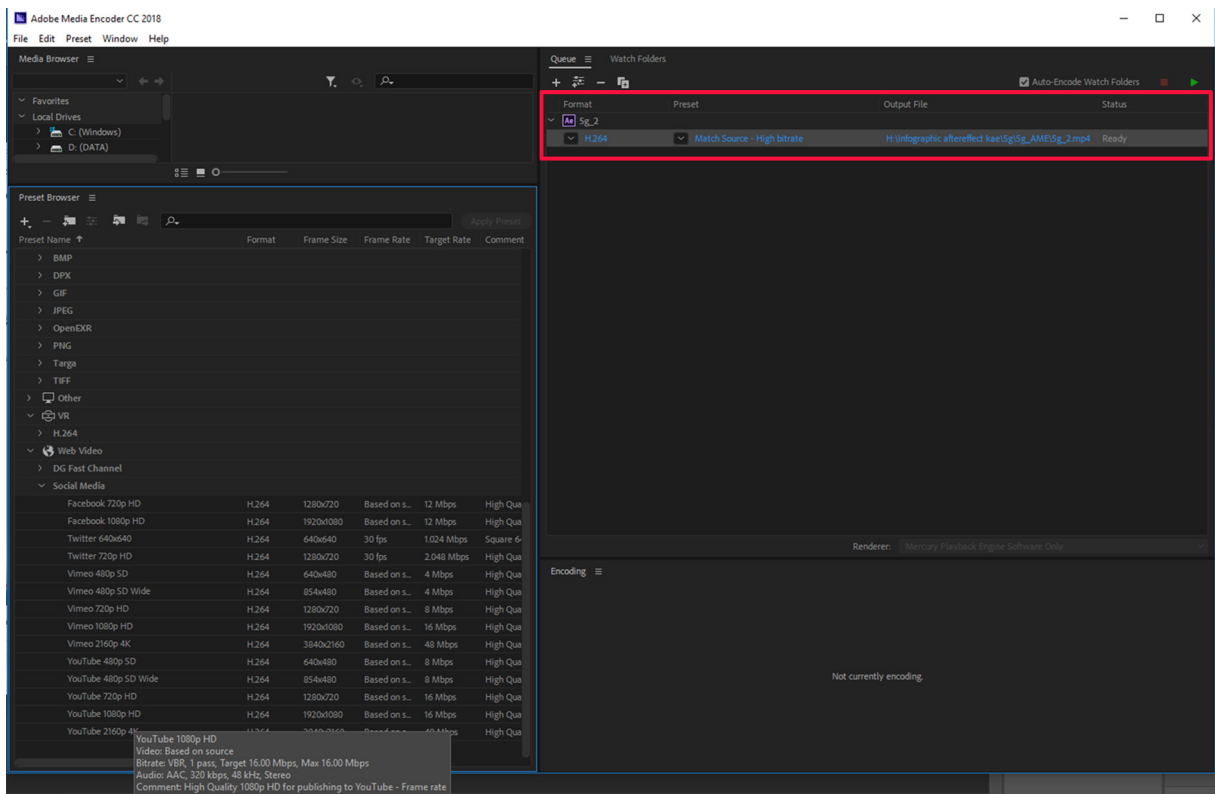 Adobe Media Encoder CC 2018
File Edit Preset Window Help
Media Browser
Favorites
Local Drives
C: (Windows)
D: (DATA)
Preset Browser
Apply Preset
Preset Name Format Frame Size Frame Rate Target Rate Comment
BMP
DPX
GIF
JPEG
OpenEXR
PNG
Targa
TIFF
Other
VR
H.264
Web Video
DG Fast Channel
Social Media
Facebook 720p HD H.264 1280x720 Based on s... 12 Mbps High Qua
Facebook 1080p HD H.264 1920x1080 Based on s... 12 Mbps High Qua
Twitter 640x640 H.264 640x640 30 fps 1.024 Mbps Square 6
Twitter 720p HD H.264 1280x720 30 fps 2.048 Mbps High Qua
Vimeo 480p SD H.264 640x480 Based on s... 4 Mbps High Qua
Vimeo 480p SD Wide H.264 854x480 Based on s... 4 Mbps High Qua
Vimeo 720p HD H.264 1280x720 Based on s... 8 Mbps High Qua
Vimeo 1080p HD H.264 1920x1080 Based on s... 16 Mbps High Qua
Vimeo 2160p 4K H.264 3840x2160 Based on s... 48 Mbps High Qua
YouTube 480p SD H.264 640x480 Based on s... 8 Mbps High Qua
YouTube 480p SD Wide H.264 854x480 Based on s... 8 Mbps High Qua
YouTube 720p HD H.264 1280x720 Based on s... 16 Mbps High Qua
YouTube 1080p HD H.264 1920x1080 Based on s... 16 Mbps High Qua
YouTube 2160p 4K High Qua
YouTube 1080p HD
Video: Based on source
Bitrate: VBR, 1 pass, Target 16.00 Mbps, Max 16.00 Mbps
Audio: AAC, 320 kbps, 48 kHz, Stereo
Comment: High Quality 1080p HD for publishing to YouTube - Frame rate
Queue Watch Folders
Auto-Encode Watch Folders
Format Preset Output File Status
Ae 5g_2
H.264 Match Source - High bitrate H:\infographic aftereffect kae\5g\5g_AME\5g_2.mp4 Ready
Renderer: Mercury Playback Engine Software Only
Encoding
Not currently encoding.